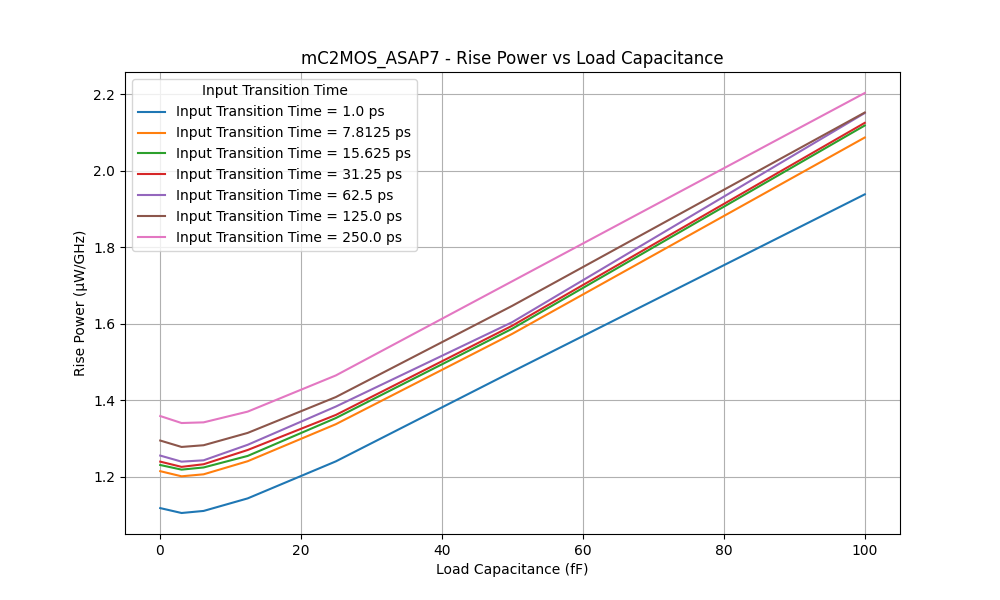 mC2MOS_ASAP7 - Rise Power vs Load Capacitance
Input Transition Time
Input Transition Time = 1.0 ps
Input Transition Time = 7.8125 ps
Input Transition Time = 15.625 ps
Input Transition Time = 31.25 ps
Input Transition Time = 62.5 ps
Input Transition Time = 125.0 ps
Input Transition Time = 250.0 ps
Rise Power (μW/GHz)
2.2
2.0
1.8
1.6
1.4
1.2
0 20 40 60 80 100
Load Capacitance (fF)